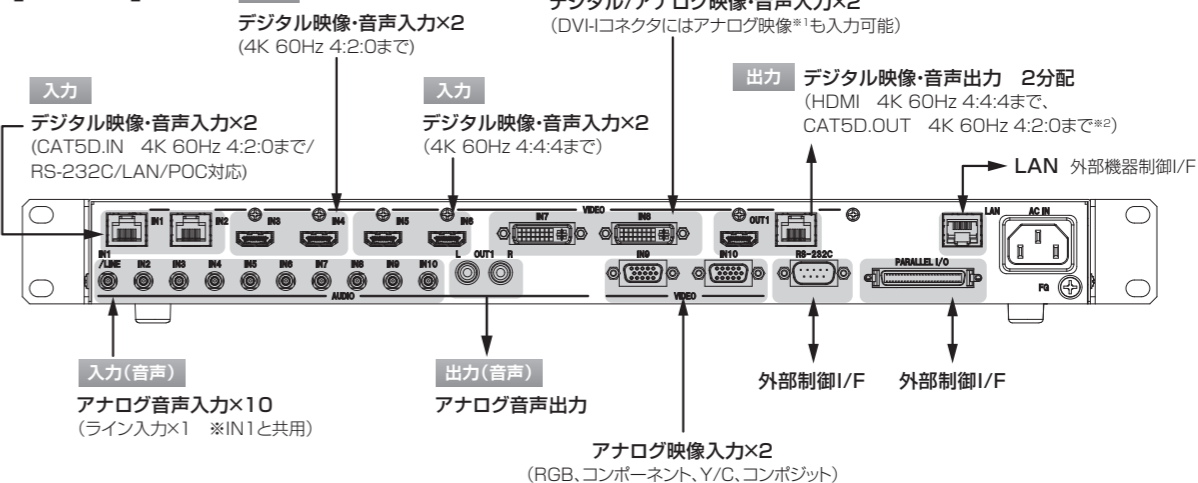 デジタル映像・音声入力×2
(4K 60Hz 4:2:0まで)
デジタル/アナログ映像・音声入力×2
(DVI-Iコネクタにはアナログ映像※1も入力可能)
入力
デジタル映像・音声入力×2
(CAT5D.IN 4K 60Hz 4:2:0まで/
RS-232C/LAN/POC対応)
入力
デジタル映像・音声入力×2
(4K 60Hz 4:4:4まで)
出力 デジタル映像・音声出力 2分配
(HDMI 4K 60Hz 4:4:4まで、
CAT5D.OUT 4K 60Hz 4:2:0まで※2)
LAN 外部機器制御I/F
VIDEO
IN1 IN2 IN3 IN4 IN5 IN6 IN7 IN8 OUT1 LAN AC IN
IN1
/LINE IN2 IN3 IN4 IN5 IN6 IN7 IN8 IN9 IN10 L OUT1 R IN9 IN10 RS-232C PARALLEL I/O
AUDIO VIDEO FG
入力(音声)
アナログ音声入力×10
(ライン入力×1 ※IN1と共用)
出力(音声)
アナログ音声出力
外部制御I/F 外部制御I/F
アナログ映像入力×2
(RGB、コンポーネント、Y/C、コンポジット)